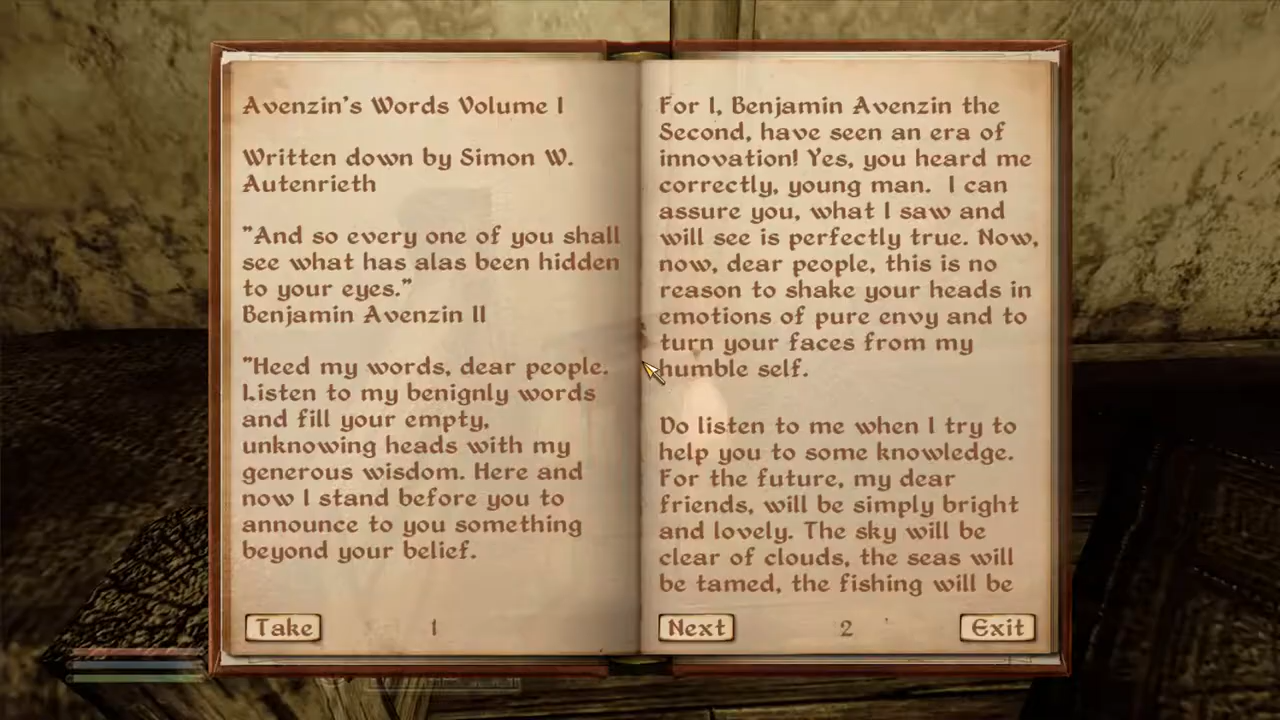 Avenzin's Words Volume I
Written down by Simon W.
Autenrieth
"And so every one of you shall
see what has alas been hidden
to your eyes."
Benjamin Avenzin II
"Heed my words, dear people.
Listen to my benignly words
and fill your empty,
unknowing heads with my
generous wisdom. Here and
now I stand before you to
announce to you something
beyond your belief.
Take
1
For I, Benjamin Avenzin the
Second, have seen an era of
innovation! Yes, you heard me
correctly, young man. I can
assure you, what I saw and
will see is perfectly true. Now,
now, dear people, this is no
reason to shake your heads in
emotions of pure envy and to
turn your faces from my
humble self.
Do listen to me when I try to
help you to some knowledge.
For the future, my dear
friends, will be simply bright
and lovely. The sky will be
clear of clouds, the seas will
be tamed, the fishing will be
Next
2
Exit